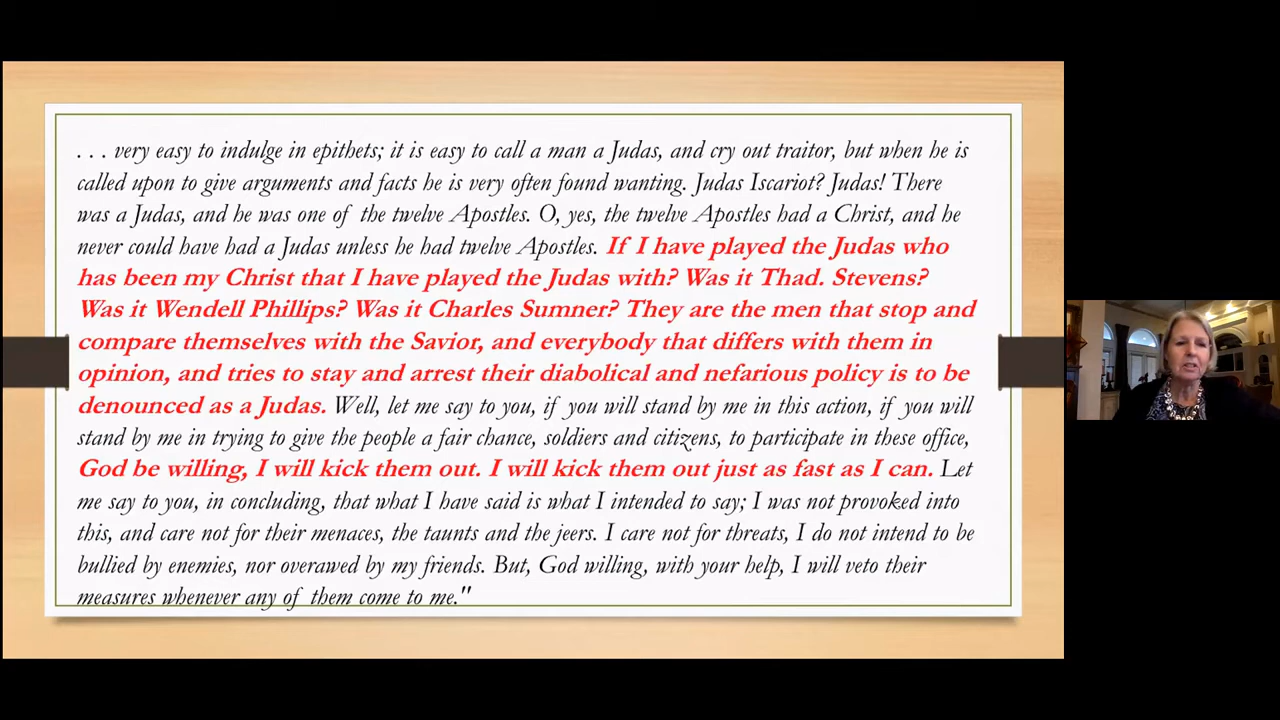 . . . very easy to indulge in epithets; it is easy to call a man a Judas, and cry out traitor, but when he is
called upon to give arguments and facts he is very often found wanting. Judas Iscariot? Judas! There
was a Judas, and he was one of the twelve Apostles. O, yes, the twelve Apostles had a Christ, and he
never could have had a Judas unless he had twelve Apostles. If I have played the Judas who
has been my Christ that I have played the Judas with? Was it Thad. Stevens?
Was it Wendell Phillips? Was it Charles Sumner? They are the men that stop and
compare themselves with the Savior, and everybody that differs with them in
opinion, and tries to stay and arrest their diabolical and nefarious policy is to be
denounced as a Judas. Well, let me say to you, if you will stand by me in this action, if you will
stand by me in trying to give the people a fair chance, soldiers and citizens, to participate in these office,
God be willing, I will kick them out. I will kick them out just as fast as I can. Let
me say to you, in concluding, that what I have said is what I intended to say; I was not provoked into
this, and care not for their menaces, the taunts and the jeers. I care not for threats, I do not intend to be
bullied by enemies, nor overawed by my friends. But, God willing, with your help, I will veto their
measures whenever any of them come to me."